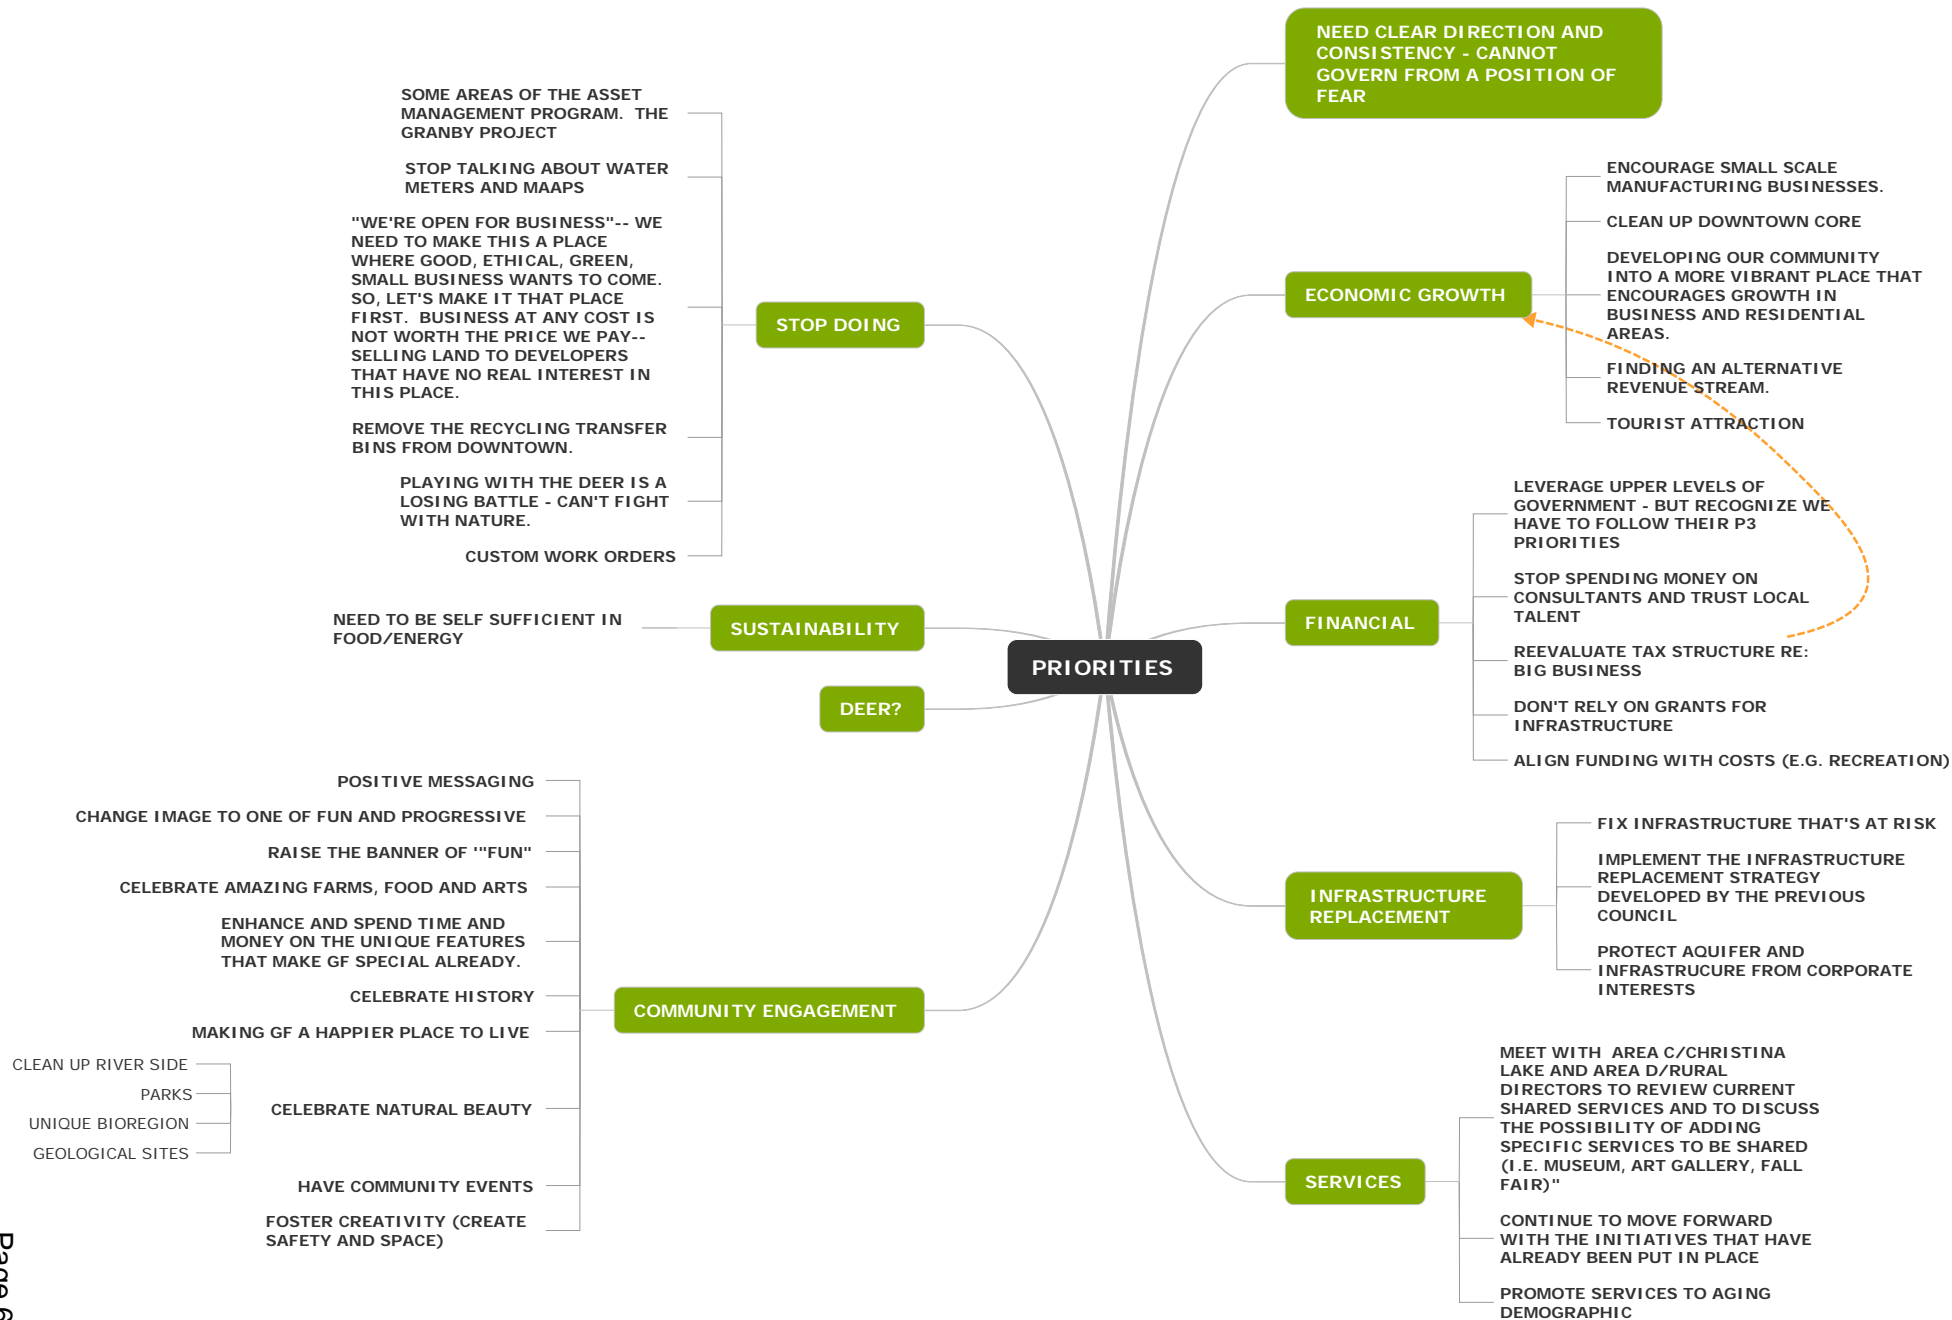 PRIORITIES
NEED CLEAR DIRECTION AND
CONSISTENCY - CANNOT
GOVERN FROM A POSITION OF
FEAR
ECONOMIC GROWTH
ENCOURAGE SMALL SCALE
MANUFACTURING BUSINESSES.
CLEAN UP DOWNTOWN CORE
DEVELOPING OUR COMMUNITY
INTO A MORE VIBRANT PLACE THAT
ENCOURAGES GROWTH IN
BUSINESS AND RESIDENTIAL
AREAS.
FINDING AN ALTERNATIVE
REVENUE STREAM.
TOURIST ATTRACTION
FINANCIAL
LEVERAGE UPPER LEVELS OF
GOVERNMENT - BUT RECOGNIZE WE
HAVE TO FOLLOW THEIR P3
PRIORITIES
STOP SPENDING MONEY ON
CONSULTANTS AND TRUST LOCAL
TALENT
REEVALUATE TAX STRUCTURE RE:
BIG BUSINESS
DON'T RELY ON GRANTS FOR
INFRASTRUCTURE
ALIGN FUNDING WITH COSTS (E.G. RECREATION)
INFRASTRUCTURE
REPLACEMENT
FIX INFRASTRUCTURE THAT'S AT RISK
IMPLEMENT THE INFRASTRUCTURE
REPLACEMENT STRATEGY
DEVELOPED BY THE PREVIOUS
COUNCIL
PROTECT AQUIFER AND
INFRASTRUCURE FROM CORPORATE
INTERESTS
SERVICES
MEET WITH  AREA C/CHRISTINA
LAKE AND AREA D/RURAL
DIRECTORS TO REVIEW CURRENT
SHARED SERVICES AND TO DISCUSS
THE POSSIBILITY OF ADDING
SPECIFIC SERVICES TO BE SHARED
(I.E. MUSEUM, ART GALLERY, FALL
FAIR)"
CONTINUE TO MOVE FORWARD
WITH THE INITIATIVES THAT HAVE
ALREADY BEEN PUT IN PLACE
PROMOTE SERVICES TO AGING
DEMOGRAPHIC
STOP DOING
SOME AREAS OF THE ASSET
MANAGEMENT PROGRAM.  THE
GRANBY PROJECT
STOP TALKING ABOUT WATER
METERS AND MAAPS
"WE'RE OPEN FOR BUSINESS"-- WE
NEED TO MAKE THIS A PLACE
WHERE GOOD, ETHICAL, GREEN,
SMALL BUSINESS WANTS TO COME.
SO, LET'S MAKE IT THAT PLACE
FIRST.  BUSINESS AT ANY COST IS
NOT WORTH THE PRICE WE PAY--
SELLING LAND TO DEVELOPERS
THAT HAVE NO REAL INTEREST IN
THIS PLACE.
REMOVE THE RECYCLING TRANSFER
BINS FROM DOWNTOWN.
PLAYING WITH THE DEER IS A
LOSING BATTLE - CAN'T FIGHT
WITH NATURE.
CUSTOM WORK ORDERS
SUSTAINABILITY
NEED TO BE SELF SUFFICIENT IN
FOOD/ENERGY
DEER?
COMMUNITY ENGAGEMENT
POSITIVE MESSAGING
CHANGE IMAGE TO ONE OF FUN AND PROGRESSIVE
RAISE THE BANNER OF '"FUN"
CELEBRATE AMAZING FARMS, FOOD AND ARTS
ENHANCE AND SPEND TIME AND
MONEY ON THE UNIQUE FEATURES
THAT MAKE GF SPECIAL ALREADY.
CELEBRATE HISTORY
MAKING GF A HAPPIER PLACE TO LIVE
CELEBRATE NATURAL BEAUTY
CLEAN UP RIVER SIDE
PARKS
UNIQUE BIOREGION
GEOLOGICAL SITES
HAVE COMMUNITY EVENTS
FOSTER CREATIVITY (CREATE
SAFETY AND SPACE)
Page